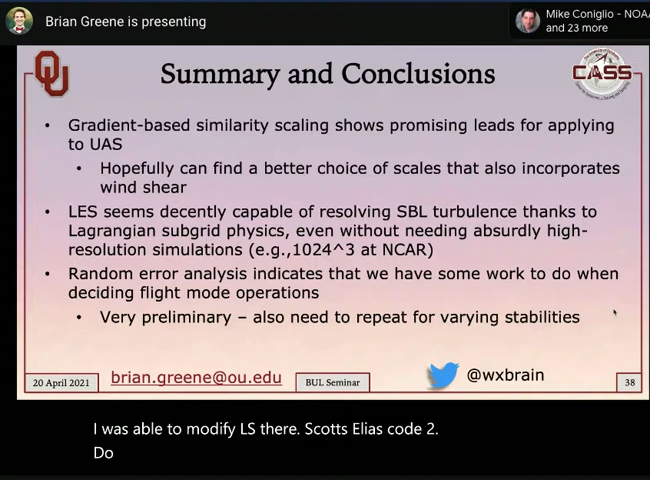 Brian Greene is presenting
Mike Coniglio - NOA
and 23 more
Summary and Conclusions
CASS
• Gradient-based similarity scaling shows promising leads for applying
to UAS
• Hopefully can find a better choice of scales that also incorporates
wind shear
• LES seems decently capable of resolving SBL turbulence thanks to
Lagrangian subgrid physics, even without needing absurdly high-
resolution simulations (e.g.,1024^3 at NCAR)
• Random error analysis indicates that we have some work to do when
deciding flight mode operations
• Very preliminary – also need to repeat for varying stabilities
20 April 2021
brian.greene@ou.edu
BUL Seminar
@wxbrain
38
I was able to modify LS there. Scotts Elias code 2.
Do